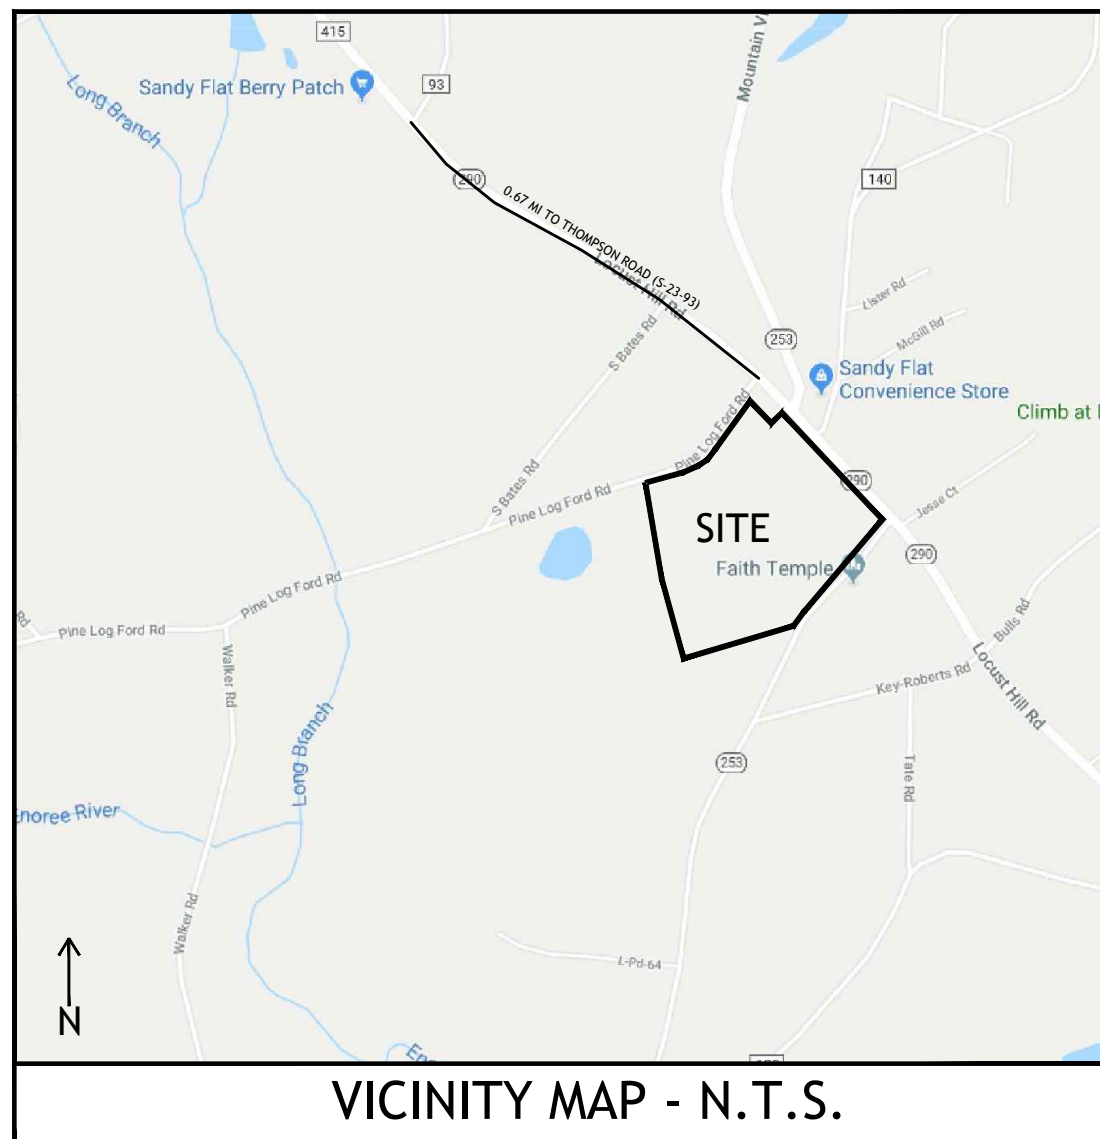 415
Mountain V
Long Branch
Sandy Flat Berry Patch
93
290
140
0.67 MI TO THOMPSON ROAD (S-23-93)
Locust Hill Rd
Lister Rd
S Bates Rd
253
McGill Rd
Sandy Flat
Convenience Store
Climb at
Pine Log Ford Rd
S Bates Rd
Pine Log Ford Rd
290
Jesse Ct
SITE
Faith Temple
290
Pine Log Ford Rd
Rd
Pine Log Ford Rd
Bulls Rd
Walker Rd
Key-Roberts Rd
Locust Hill Rd
Long Branch
253
Tate Rd
Enoree River
Walker Rd
L-Pd-64
N
VICINITY MAP - N.T.S.